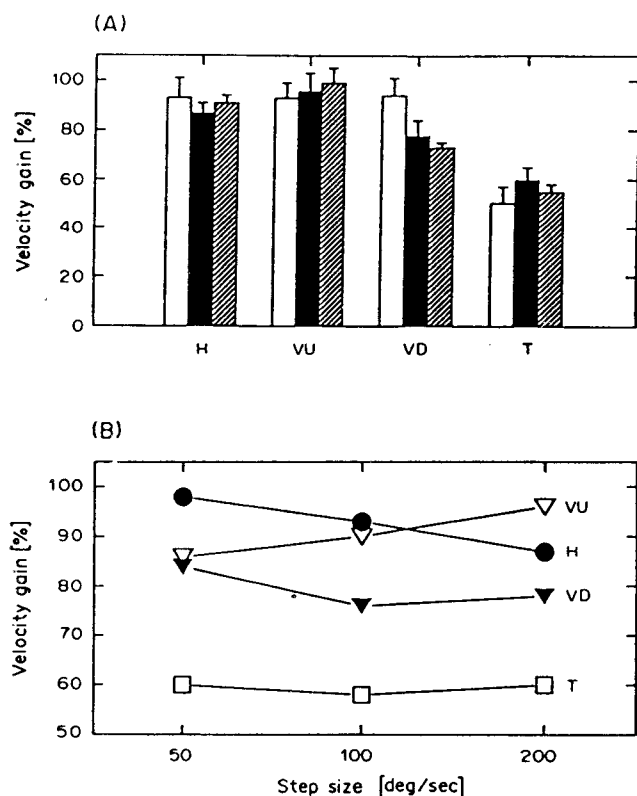 (A)
Velocity gain [%]
100
80
60
40
20
0
H VU VD T
(B)
Velocity gain [%]
100
90
80
70
60
50
VU
H
VD
T
50 100 200
Step size [deg/sec]